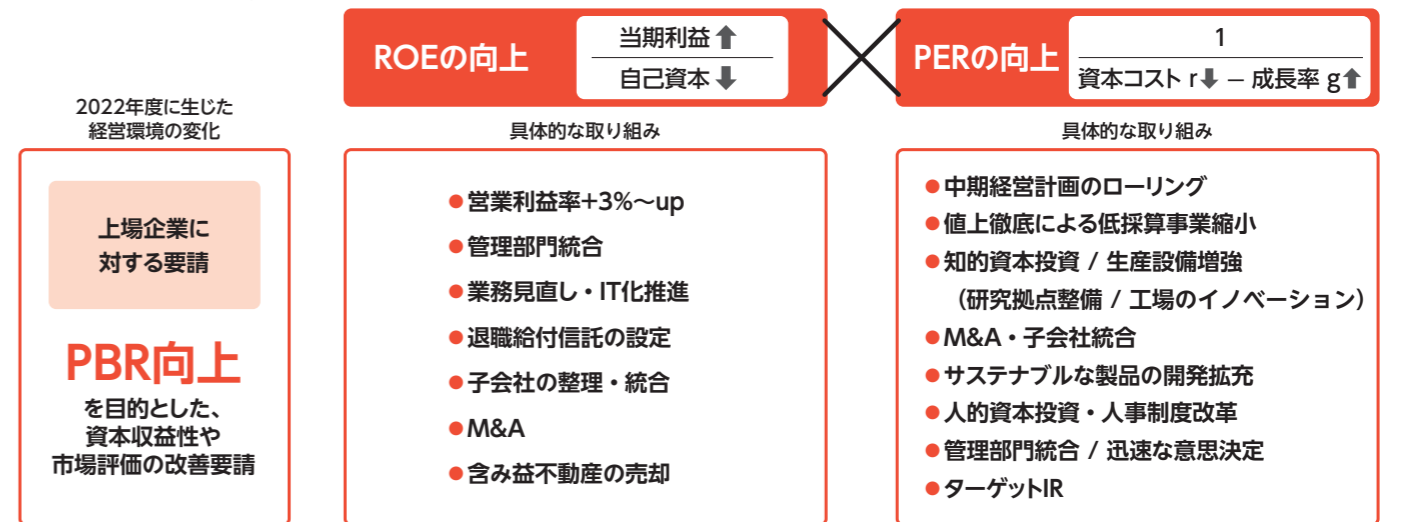 2022年度に生じた
経営環境の変化
上場企業に
対する要請
PBR向上
を目的とした、
資本収益性や
市場評価の改善要請
ROEの向上
当期利益⬆
自己資本⬇
具体的な取り組み
●営業利益率+3%〜up
●管理部門統合
●業務見直し・IT化推進
●退職給付信託の設定
●子会社の整理・統合
●M&A
●含み益不動産の売却
PERの向上
1
資本コスト r⬇ − 成長率 g⬆
具体的な取り組み
●中期経営計画のローリング
●値上徹底による低採算事業縮小
●知的資本投資 / 生産設備増強
（研究拠点整備 / 工場のイノベーション）
●M&A・子会社統合
●サステナブルな製品の開発拡充
●人的資本投資・人事制度改革
●管理部門統合 / 迅速な意思決定
●ターゲットIR